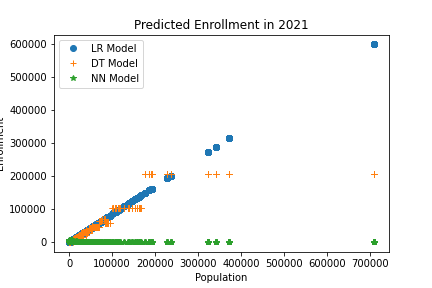 Predicted Enrollment in 2021
600000
500000
400000
300000
200000
100000
0
LR Model
DT Model
NN Model
Enrollment
0
100000 200000 300000 400000 500000 600000 700000
Population